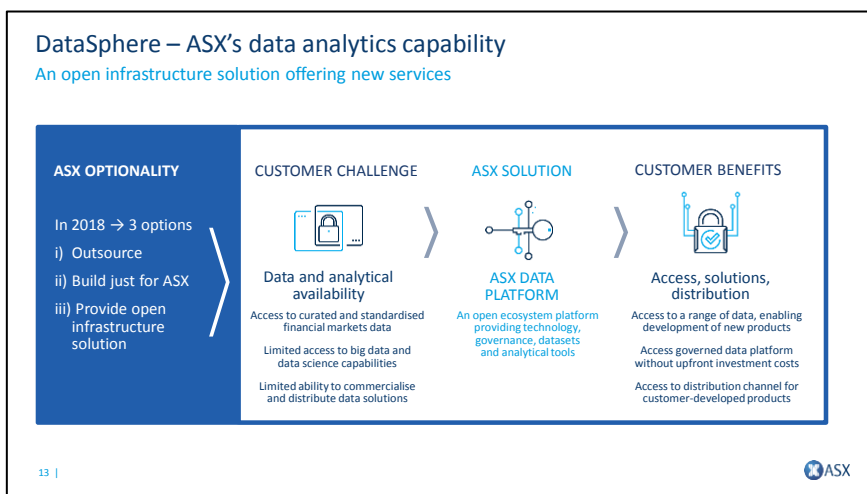 DataSphere – ASX's data analytics capability
An open infrastructure solution offering new services
ASX OPTIONALITY
In 2018 → 3 options
i) Outsource
ii) Build just for ASX
iii) Provide open
infrastructure
solution
CUSTOMER CHALLENGE
Data and analytical
availability
Access to curated and standardised
financial markets data
Limited access to big data and
data science capabilities
Limited ability to commercialise
and distribute data solutions
ASX SOLUTION
ASX DATA
PLATFORM
An open ecosystem platform
providing technology,
governance, datasets
and analytical tools
CUSTOMER BENEFITS
Access, solutions,
distribution
Access to a range of data, enabling
development of new products
Access governed data platform
without upfront investment costs
Access to distribution channel for
customer-developed products
13 |
ASX